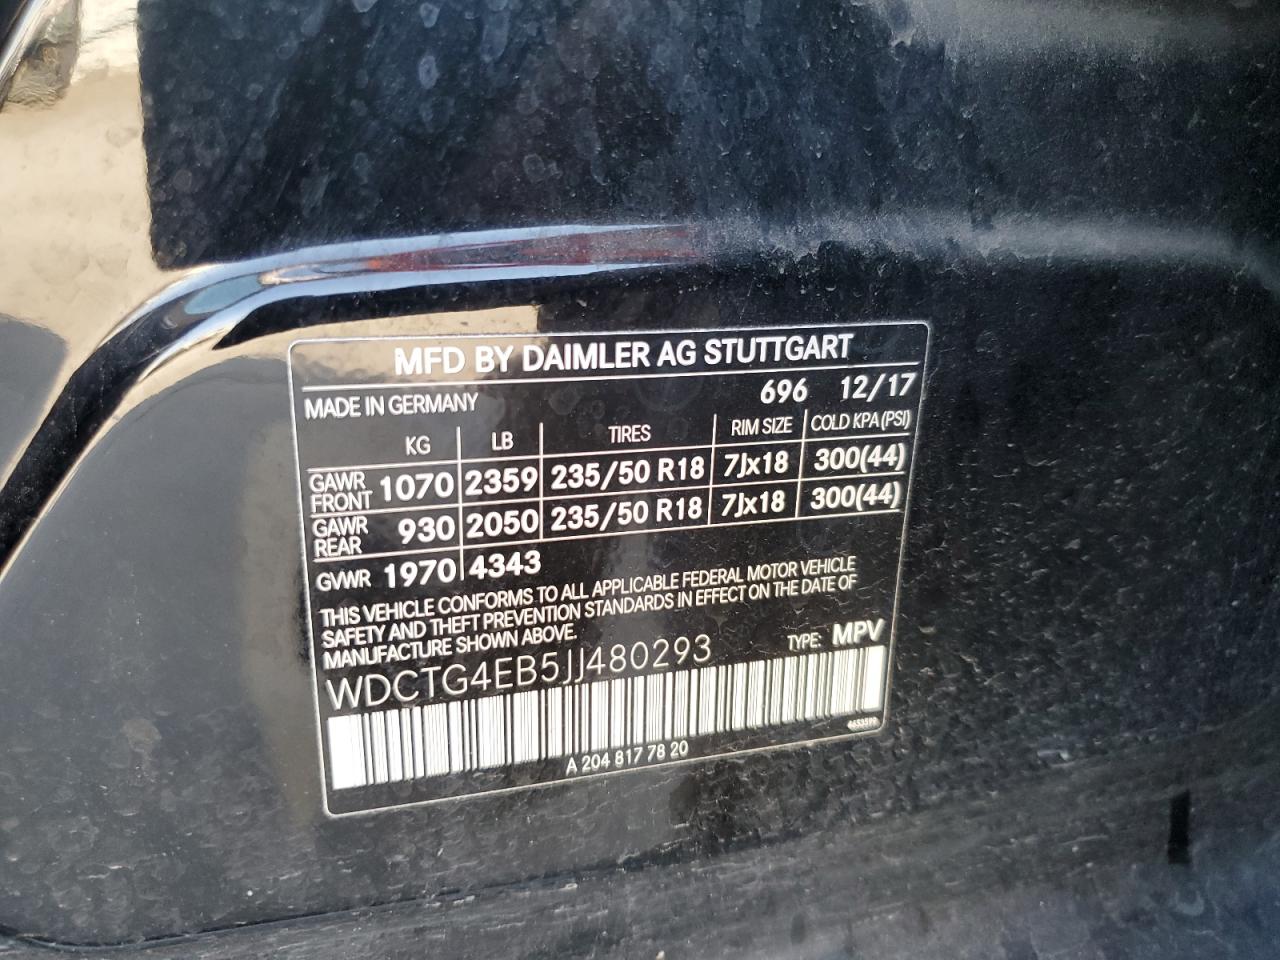 MFD BY DAIMLER AG STUTTGART
MADE IN GERMANY 696 12/17
KG LB TIRES RIM SIZE COLD KPA (PSI)
GAWR FRONT 1070 2359 235/50 R18 7Jx18 300(44)
GAWR REAR 930 2050 235/50 R18 7Jx18 300(44)
GVWR 1970 4343
THIS VEHICLE CONFORMS TO ALL APPLICABLE FEDERAL MOTOR VEHICLE
SAFETY AND THEFT PREVENTION STANDARDS IN EFFECT ON THE DATE OF
MANUFACTURE SHOWN ABOVE.
WDCTG4EB5JJ480293 TYPE: MPV
A 204 817 78 20